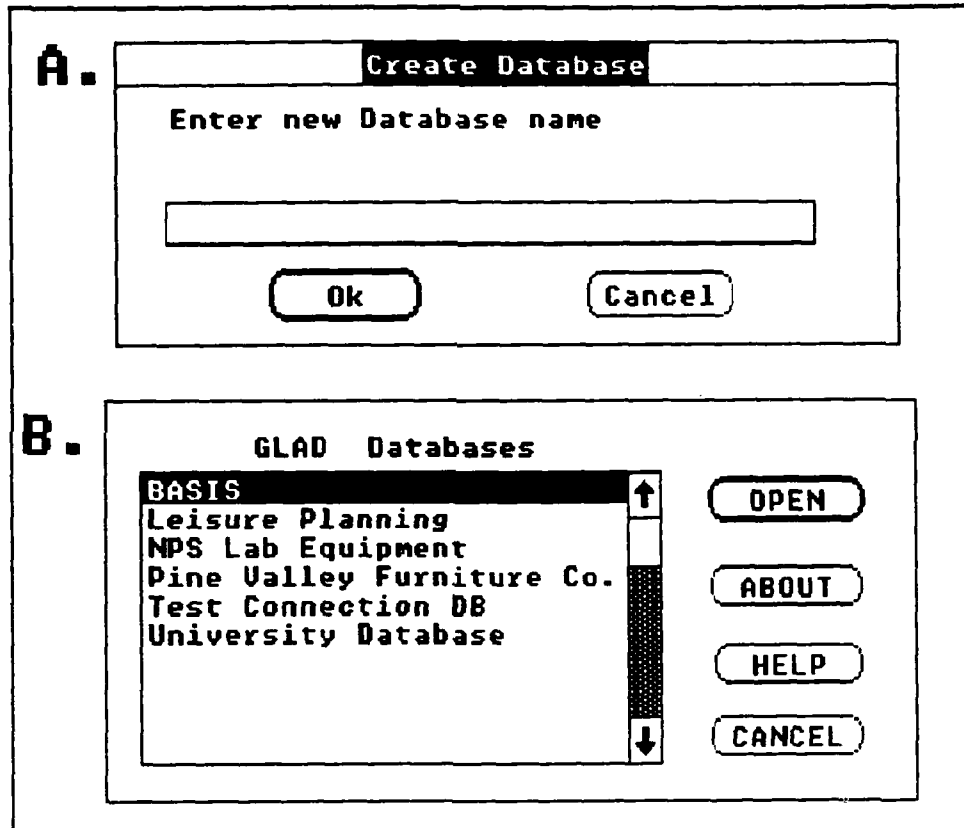 A.
Create Database
Enter new Database name
Ok
Cancel
B.
GLAD Databases
BASIS
Leisure Planning
NPS Lab Equipment
Pine Valley Furniture Co.
Test Connection DB
University Database
OPEN
ABOUT
HELP
CANCEL